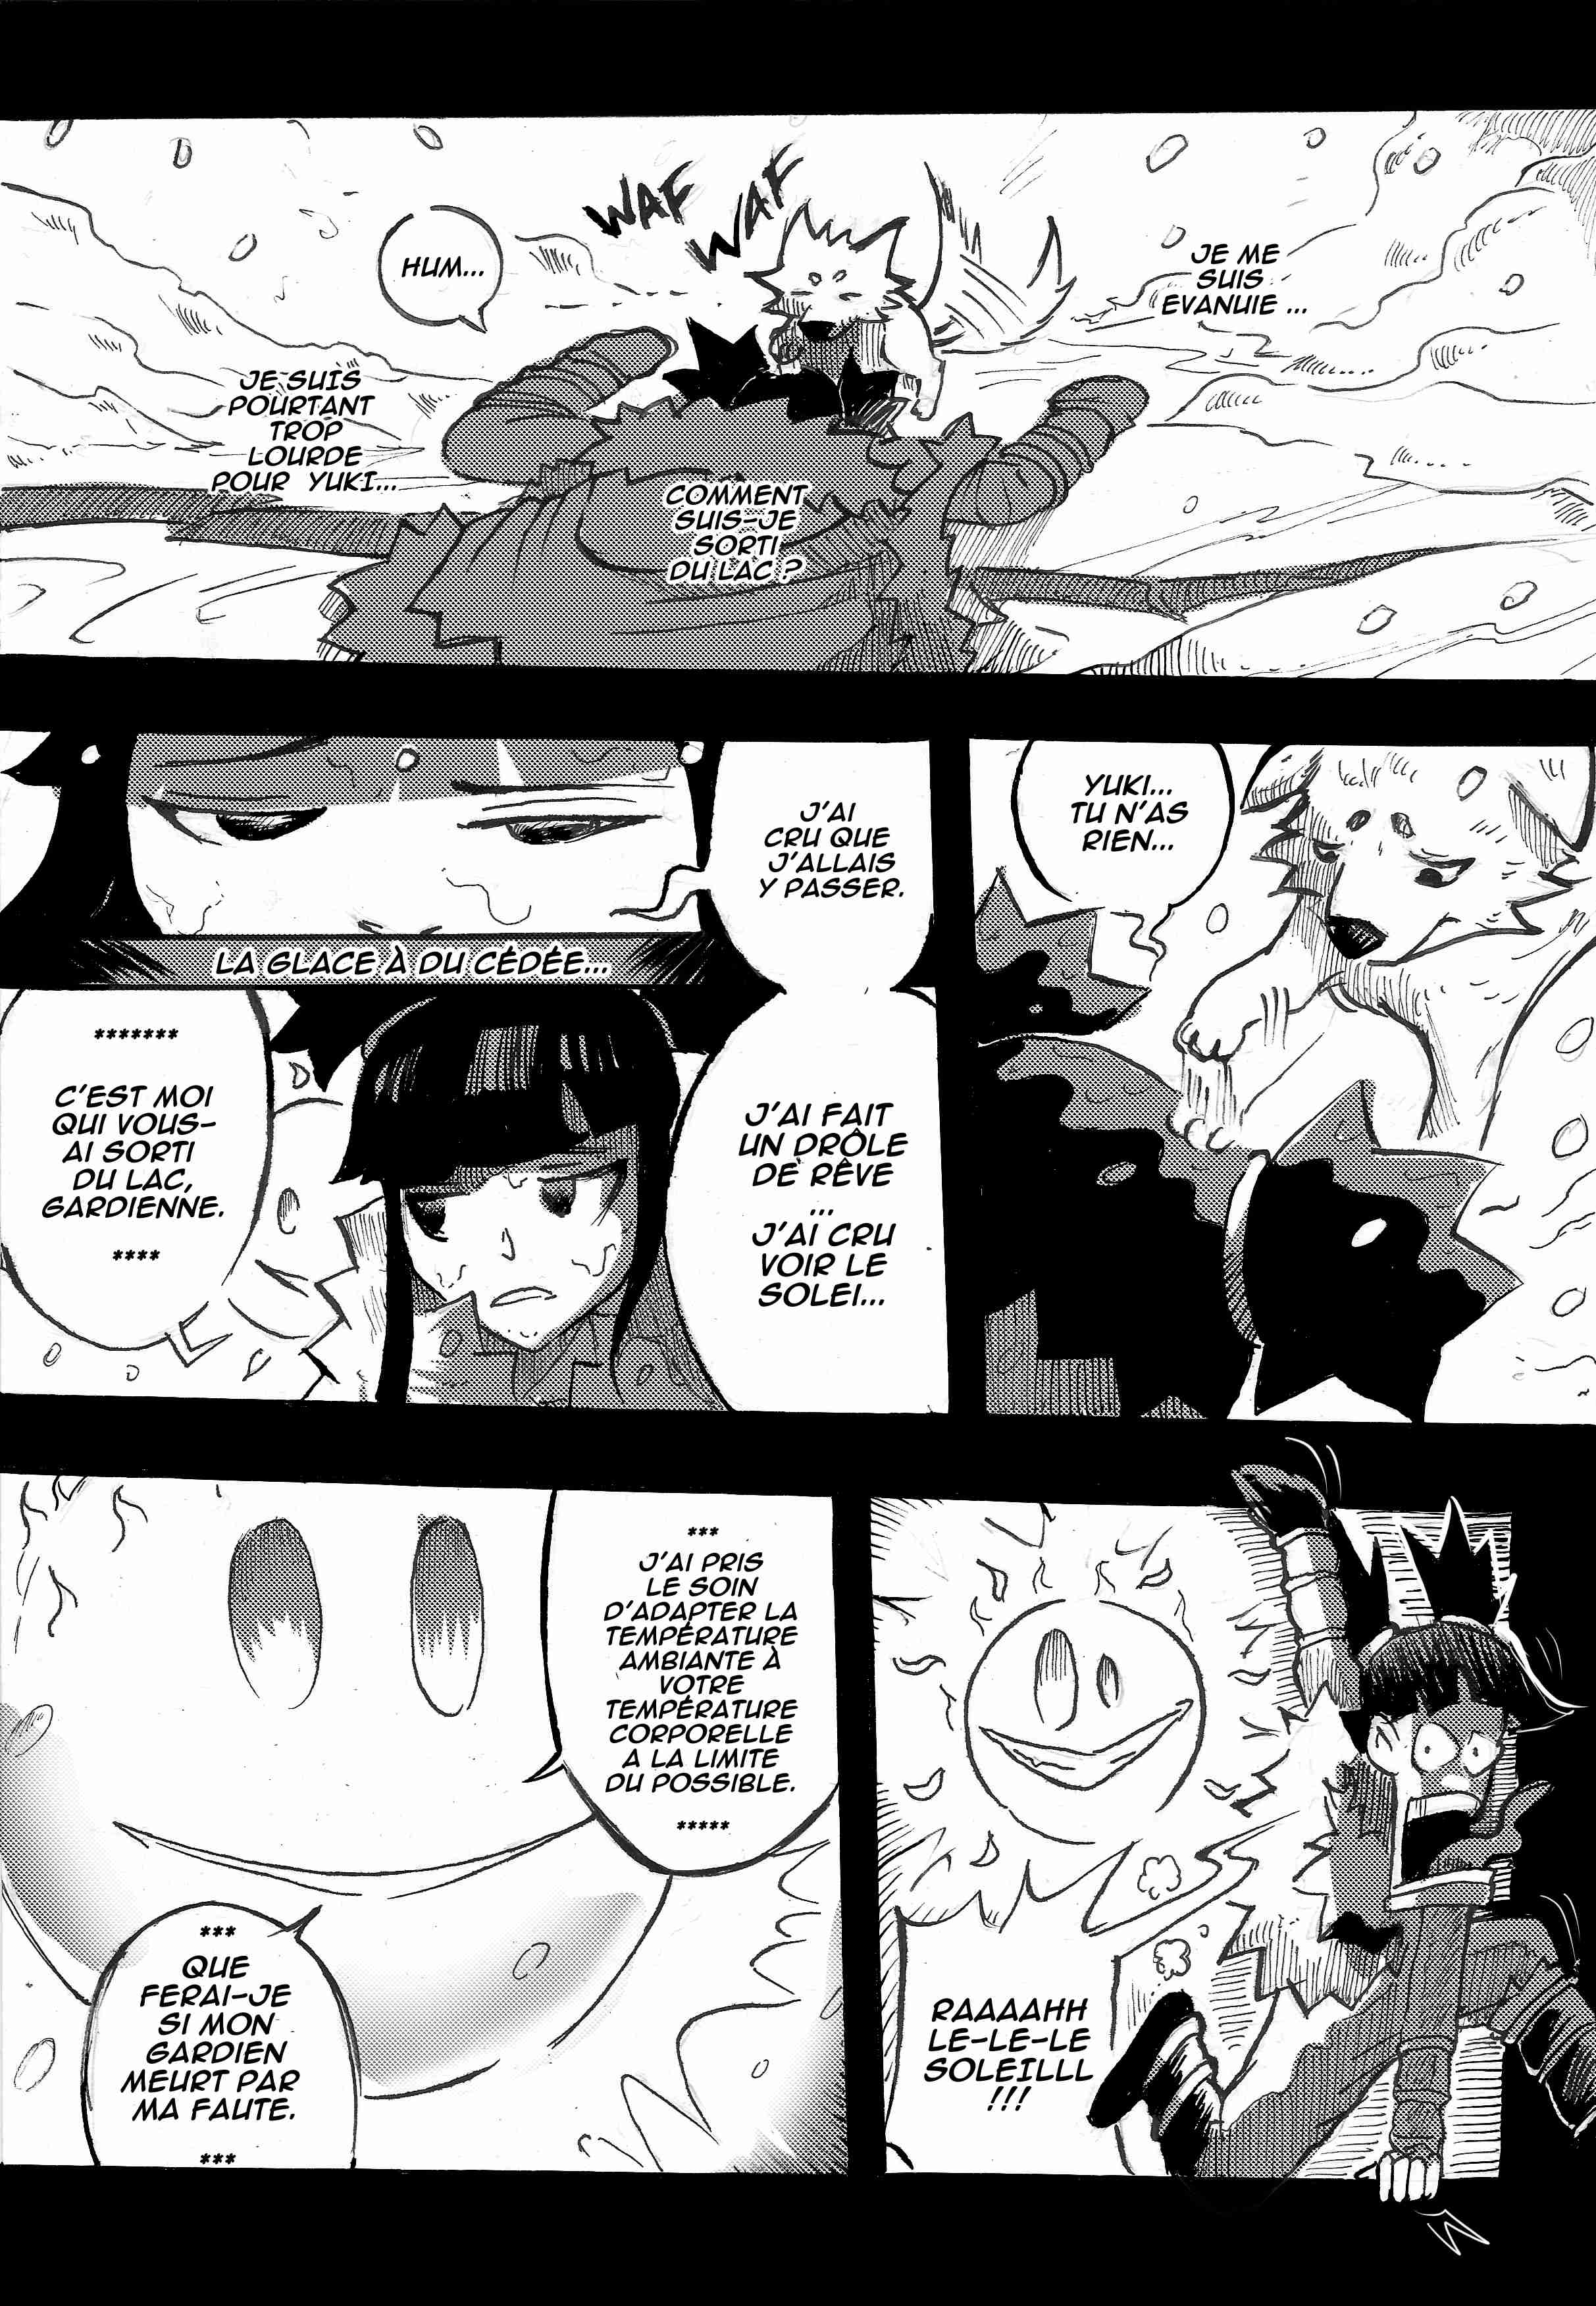 JE ME
SUIS
EVANUIE ...
WAF
WAF
HUM...
COMMENT
SUIS-JE
SORTI
DU LAC ?
JE SUIS
POURTANT
TROP
LOURDE
POUR YUKI...
YUKI...
TU N'AS
RIEN...
J'AI
CRU QUE
J'ALLAIS
Y PASSER.
LA GLACE À DU CÉDÉE...
J'AI FAIT
UN DRÔLE
DE RÊVE
...
J'AI CRU
VOIR LE
SOLEI...
*******
C'EST MOI
QUI VOUS-
AI SORTI
DU LAC,
GARDIENNE.
****
RAAAAHH
LE-LE-LE
SOLEILLL
!!!
***
J'AI PRIS
LE SOIN
D'ADAPTER LA
TEMPÉRATURE
AMBIANTE À
VOTRE
TEMPÉRATURE
CORPORELLE
A LA LIMITE
DU POSSIBLE.
*****
***
QUE
FERAI-JE
SI MON
GARDIEN
MEURT PAR
MA FAUTE.
***